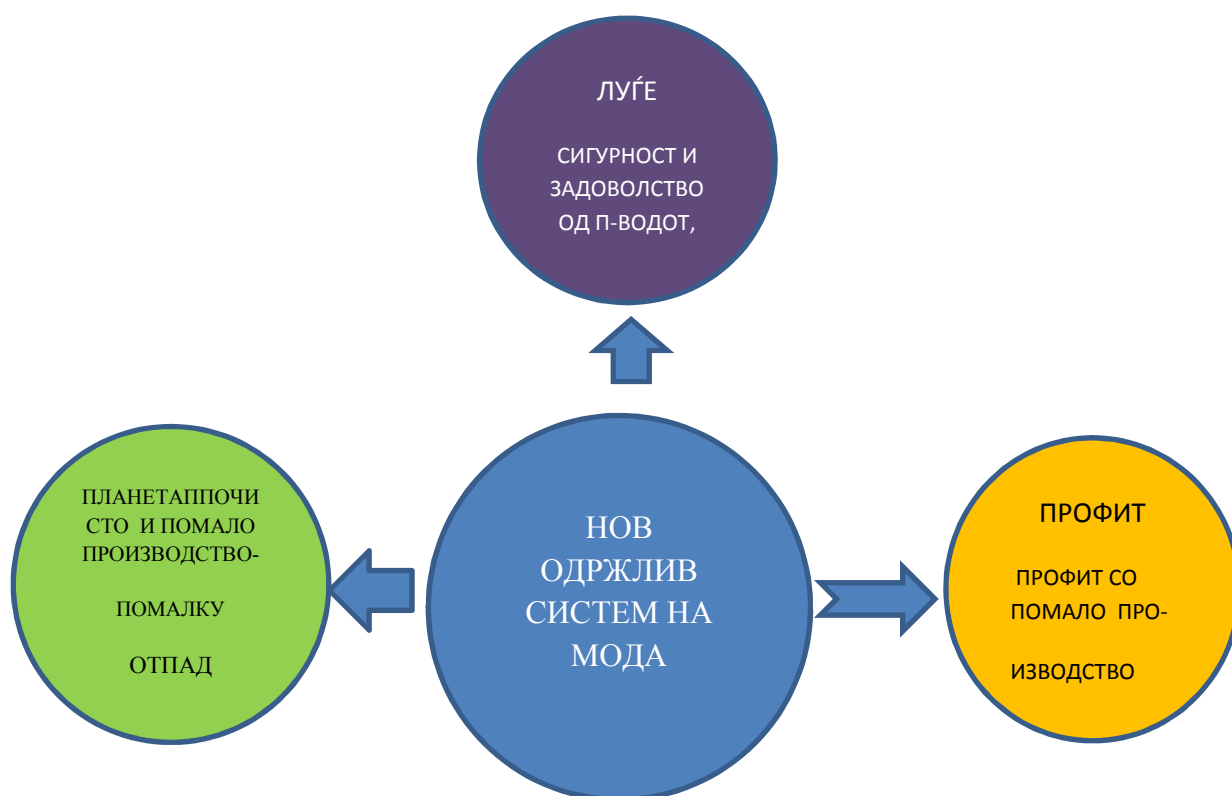 ЛУЃЕ
СИГУРНОСТ И
ЗАДОВОЛСТВО
ОД П-ВОДОТ,
ПЛАНЕТАППОЧИ
СТО И ПОМАЛО
ПРОИЗВОДСТВО-
ПОМАЛКУ
ОТПАД
НОВ
ОДРЖЛИВ
СИСТЕМ НА
МОДА
ПРОФИТ
ПРОФИТ СО
ПОМАЛО ПРО-
ИЗВОДСТВО